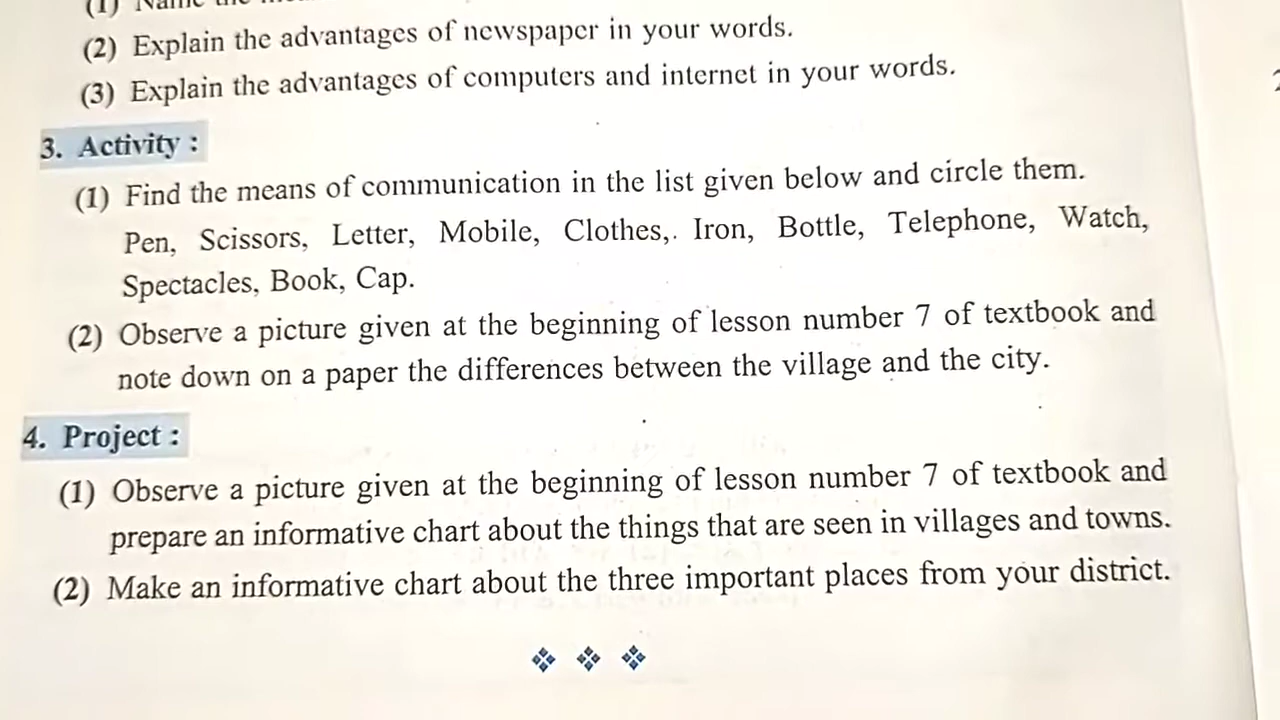 (1) Name the
(2) Explain the advantages of newspaper in your words.
(3) Explain the advantages of computers and internet in your words.
3. Activity :
(1) Find the means of communication in the list given below and circle them.
Pen, Scissors, Letter, Mobile, Clothes,. Iron, Bottle, Telephone, Watch,
Spectacles, Book, Cap.
(2) Observe a picture given at the beginning of lesson number 7 of textbook and
note down on a paper the differences between the village and the city.
4. Project :
(1) Observe a picture given at the beginning of lesson number 7 of textbook and
prepare an informative chart about the things that are seen in villages and towns.
(2) Make an informative chart about the three important places from your district.